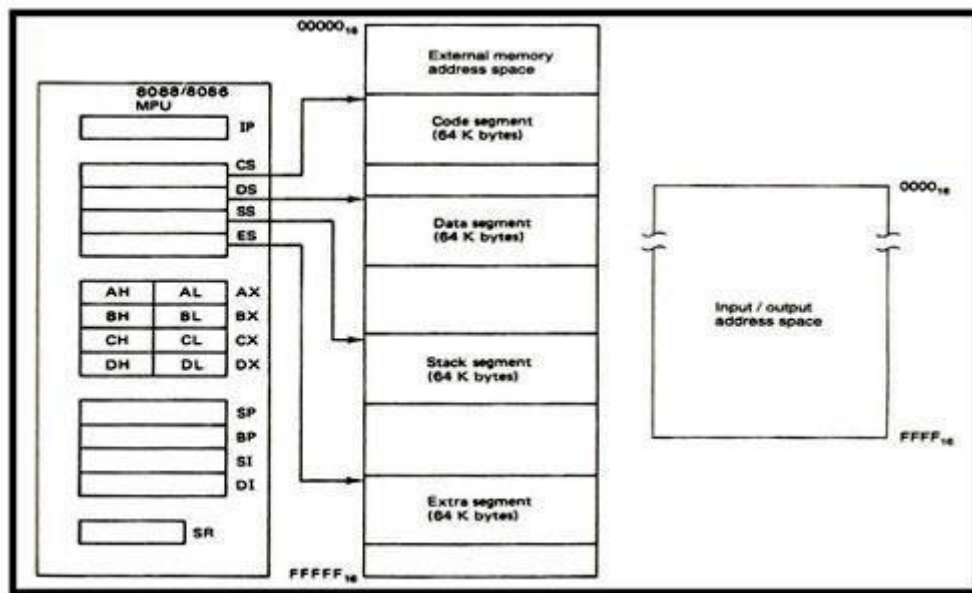 8088/8086
MPU
IP
CS
DS
SS
ES
AH AL AX
BH BL BX
CH CL CX
DH DL DX
SP
BP
SI
DI
SR
00000₁₆
External memory
address space
Code segment
(64 K bytes)
Data segment
(64 K bytes)
Stack segment
(64 K bytes)
Extra segment
(64 K bytes)
FFFFF₁₆
0000₁₆
Input / output
address space
FFFF₁₆